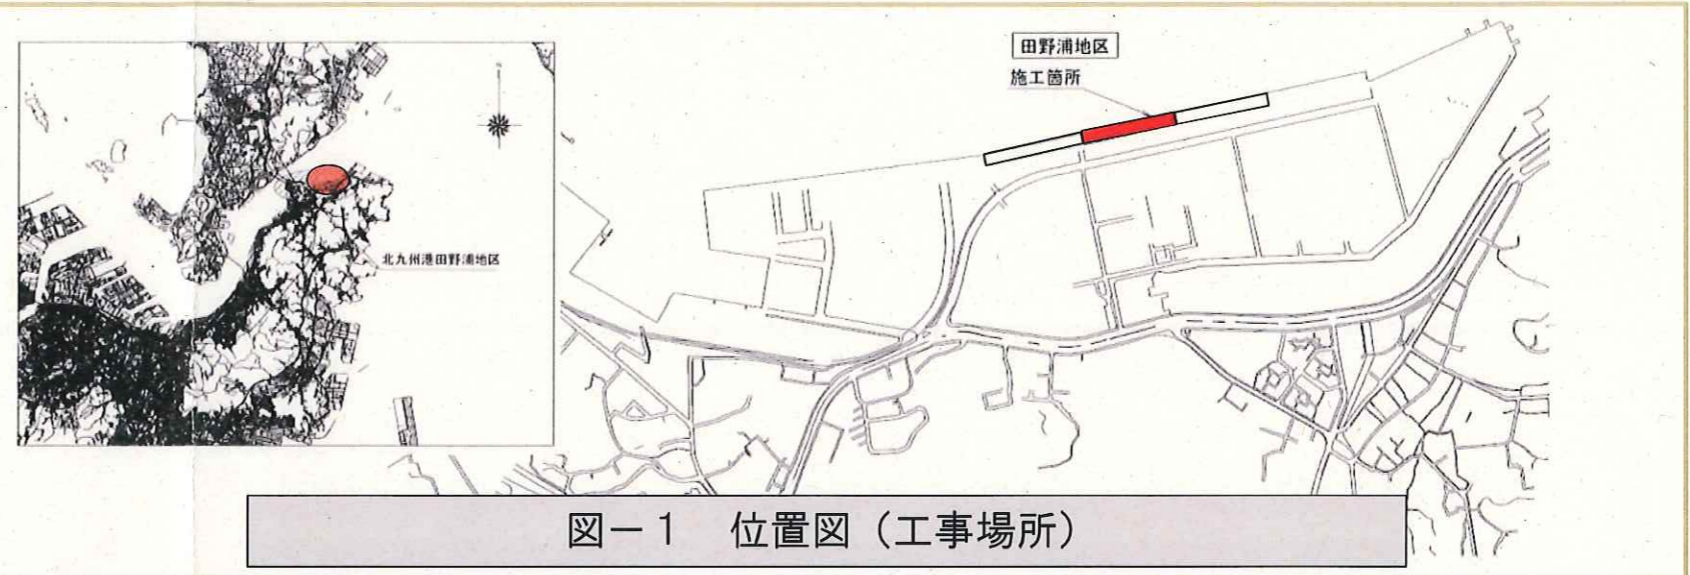 田野浦地区
施工箇所
北九州港田野浦地区
図－１　位置図（工事場所）